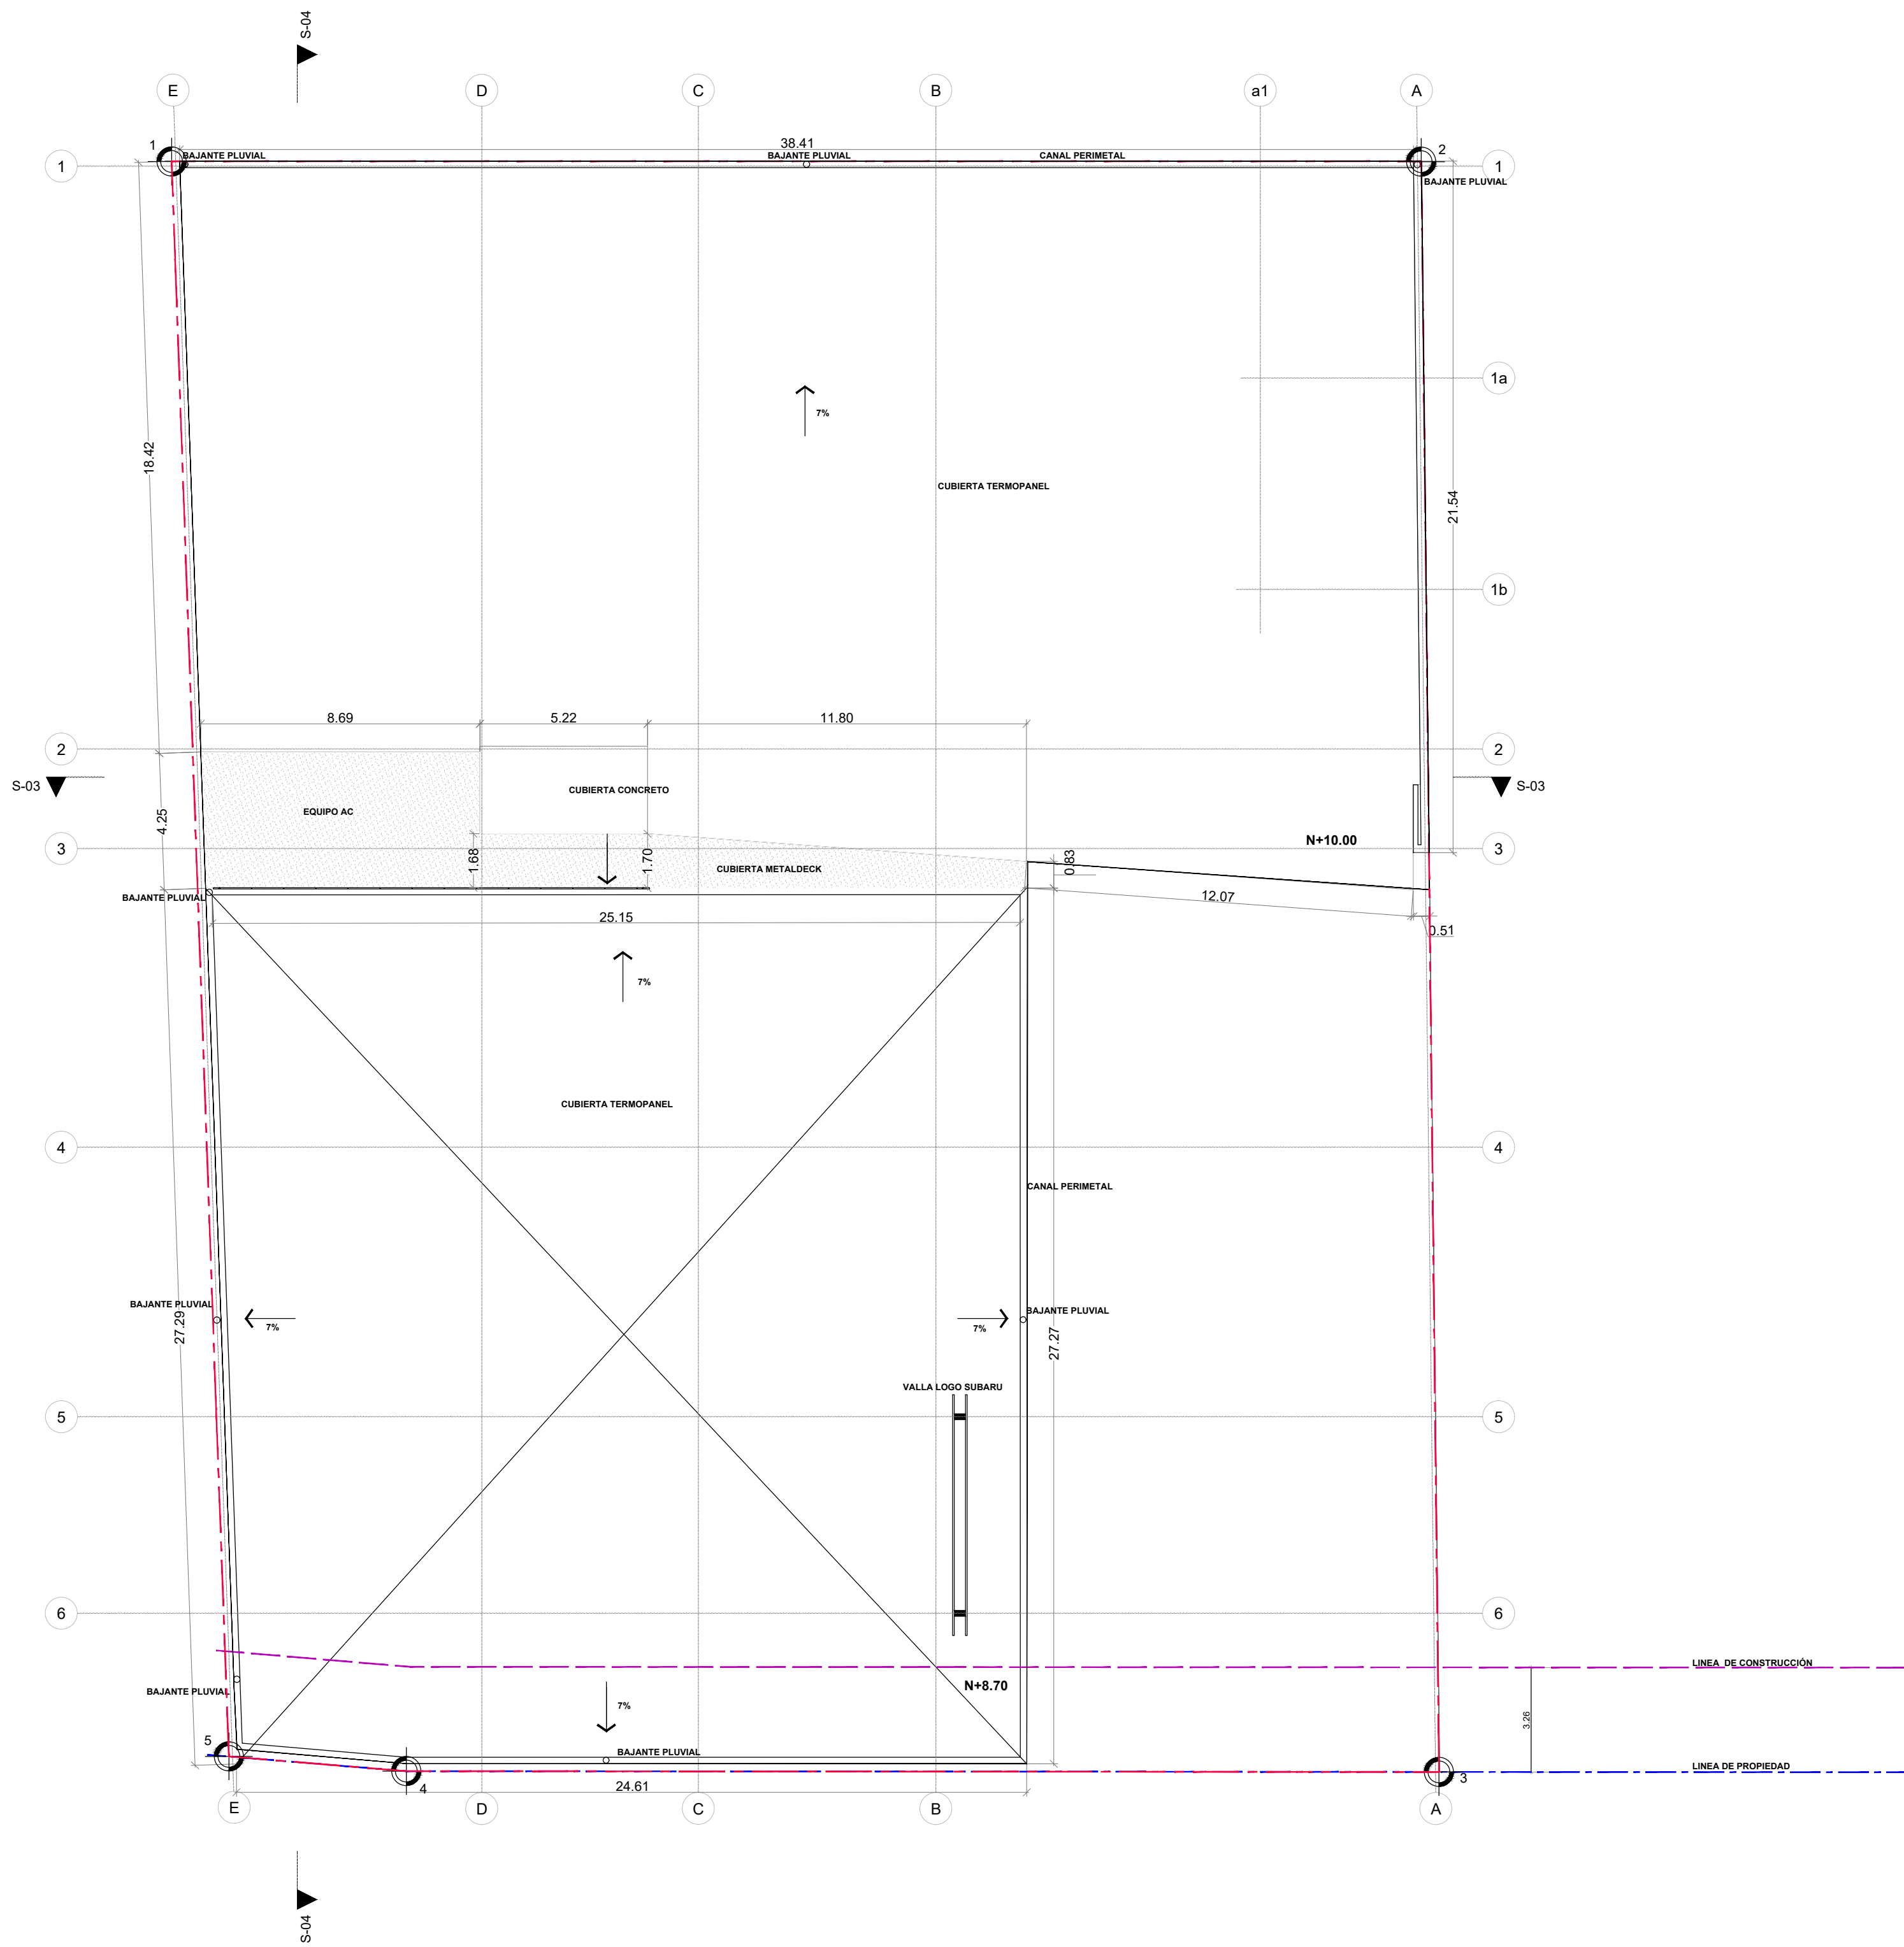 S-04
E
D
C
B
a1
A
1
2
38.41
BAJANTE PLUVIAL
BAJANTE PLUVIAL
CANAL PERIMETAL
1
1
BAJANTE PLUVIAL
1a
7%
18.42
CUBIERTA TERMOPANEL
21.54
1b
8.69
5.22
11.80
2
2
S-03
S-03
CUBIERTA CONCRETO
EQUIPO AC
4.25
N+10.00
3
3
1.68
1.70
0.83
CUBIERTA METALDECK
BAJANTE PLUVIAL
12.07
25.15
0.51
7%
CUBIERTA TERMOPANEL
4
4
CANAL PERIMETAL
BAJANTE PLUVIAL
BAJANTE PLUVIAL
7%
7%
27.29
27.27
VALLA LOGO SUBARU
5
5
6
6
LINEA DE CONSTRUCCIÓN
BAJANTE PLUVIAL
N+8.70
7%
3.26
5
BAJANTE PLUVIAL
LINEA DE PROPIEDAD
4
3
24.61
E
D
C
B
A
S-04